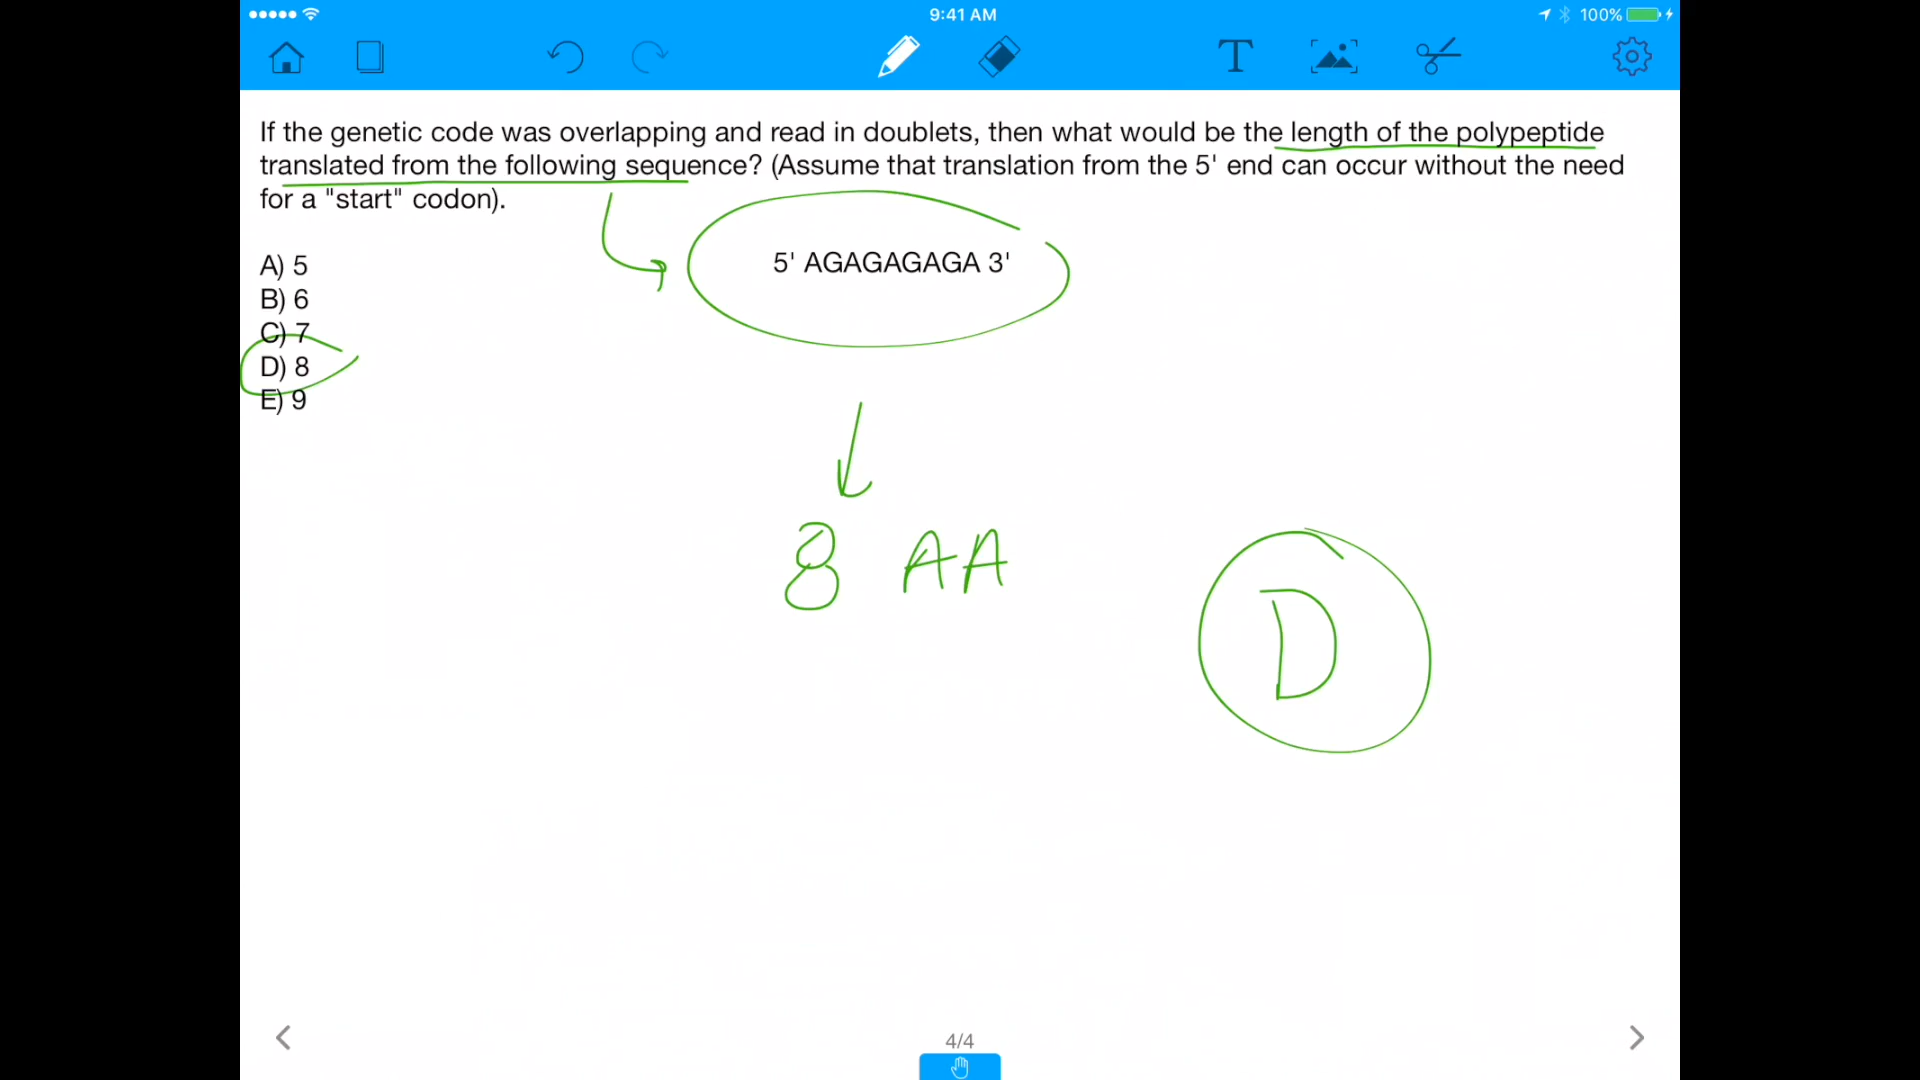 9:41 AM
100%
T
If the genetic code was overlapping and read in doublets, then what would be the length of the polypeptide
translated from the following sequence? (Assume that translation from the 5' end can occur without the need
for a "start" codon).
5' AGAGAGAGA 3'
A) 5
B) 6
C) 7
D) 8
E) 9
8 AA
D
4/4